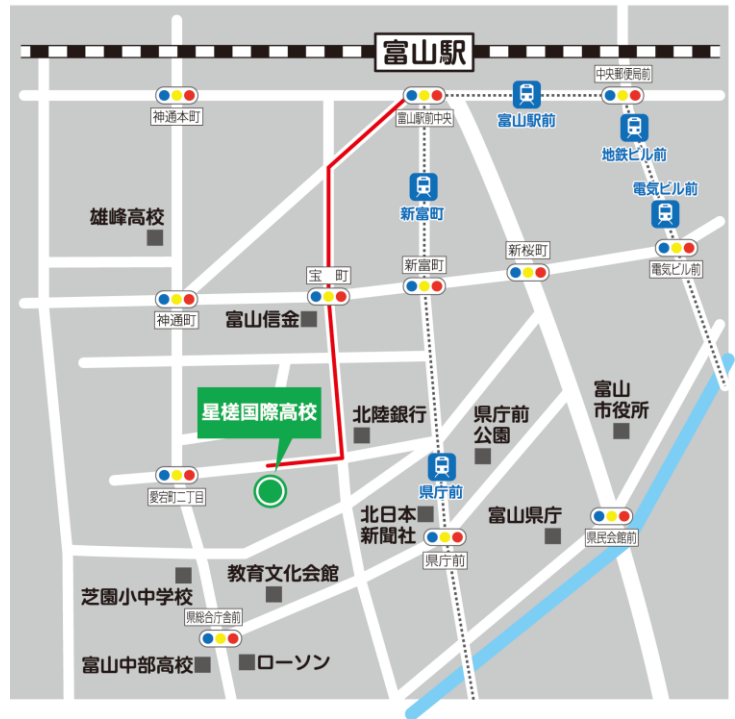 富山駅
中央郵便局前
神通本町
富山駅前中央
富山駅前
地鉄ビル前
電気ビル前
雄峰高校
新富町
新桜町
宝町
新富町
電気ビル前
神通町
富山信金
星槎国際高校
北陸銀行
県庁前
公園
富山
市役所
愛宕町二丁目
県庁前
北日本
新聞社
富山県庁
県民会館前
県庁前
教育文化会館
芝園小中学校
県総合庁舎前
富山中部高校
ローソン